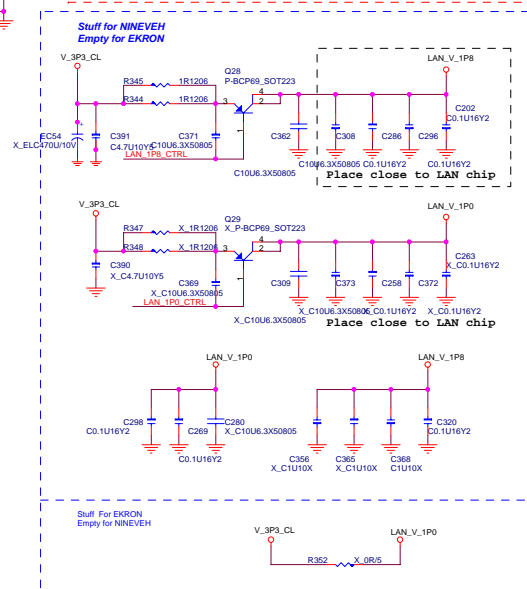 Stuff for NINEVEH
Empty for EKRON
V_3P3_CL
LAN_V_1P8
Q28
P-BCP69_SOT223
R345 1R1206
R344 1R1206
3
4
2
1
EC54
X_ELC470U/10V
+
C391
C4.7U10Y5
C371
C10U6.3X50805
LAN_1P8_CTRL
C362
C10U6.3X50805
C308
C10U6.3X50805
C286
C0.1U16Y2
C296
C0.1U16Y2
C202
C0.1U16Y2
Place close to LAN chip
V_3P3_CL
LAN_V_1P0
Q29
X_P-BCP69_SOT223
R347 X_1R1206
R348 X_1R1206
3
4
2
1
C390
X_C4.7U10Y5
C369
X_C10U6.3X50805
LAN_1P0_CTRL
C309
X_C10U6.3X50805
C373
X_C10U6.3X50805
C258
X_C0.1U16Y2
C372
X_C0.1U16Y2
C263
X_C0.1U16Y2
Place close to LAN chip
LAN_V_1P0
LAN_V_1P8
C298
C0.1U16Y2
C269
C0.1U16Y2
C280
X_C10U6.3X50805
C356
X_C1U10X
C365
X_C1U10X
C368
C1U10X
C320
C0.1U16Y2
Stuff For EKRON
Empty for NINEVEH
V_3P3_CL
LAN_V_1P0
R352 X_0R/5